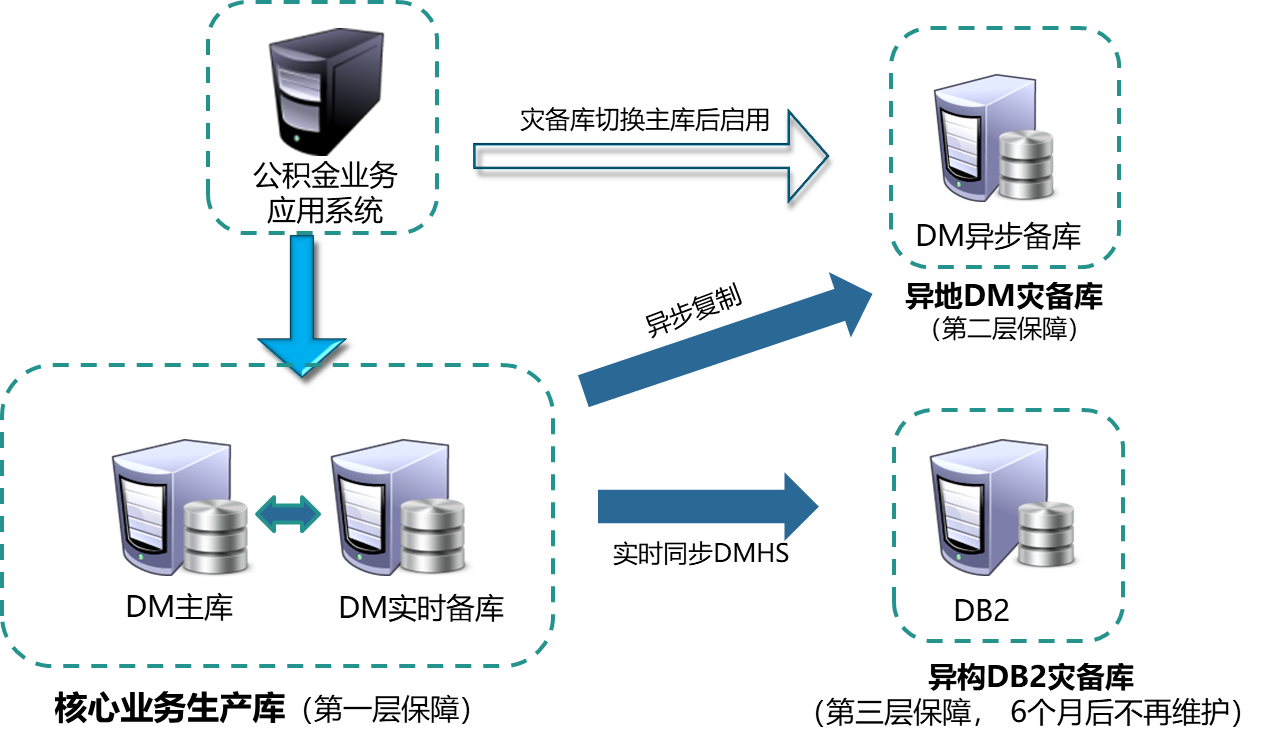 公积金业务
应用系统
灾备库切换主库后启用
DM异步备库
异地DM灾备库
（第二层保障）
异步复制
实时同步DMHS
DM主库
DM实时备库
核心业务生产库（第一层保障）
DB2
异构DB2灾备库
（第三层保障， 6个月后不再维护）